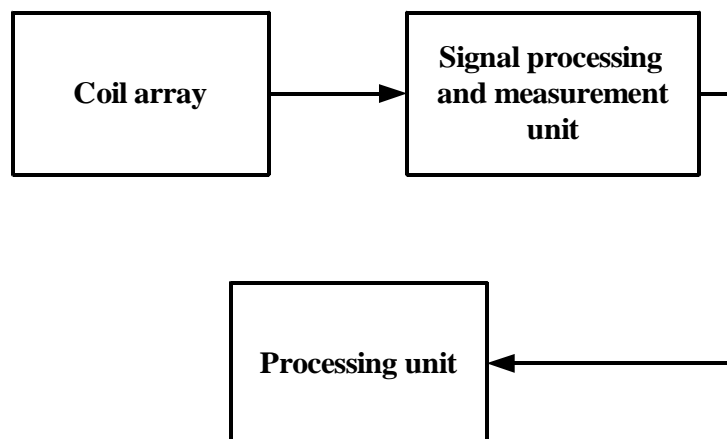 Coil array
Signal processing
and measurement
unit
Processing unit